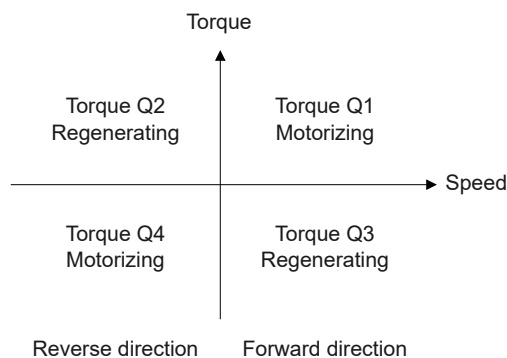 Torque
Torque Q2
Regenerating
Torque Q1
Motorizing
Speed
Torque Q4
Motorizing
Torque Q3
Regenerating
Reverse direction
Forward direction